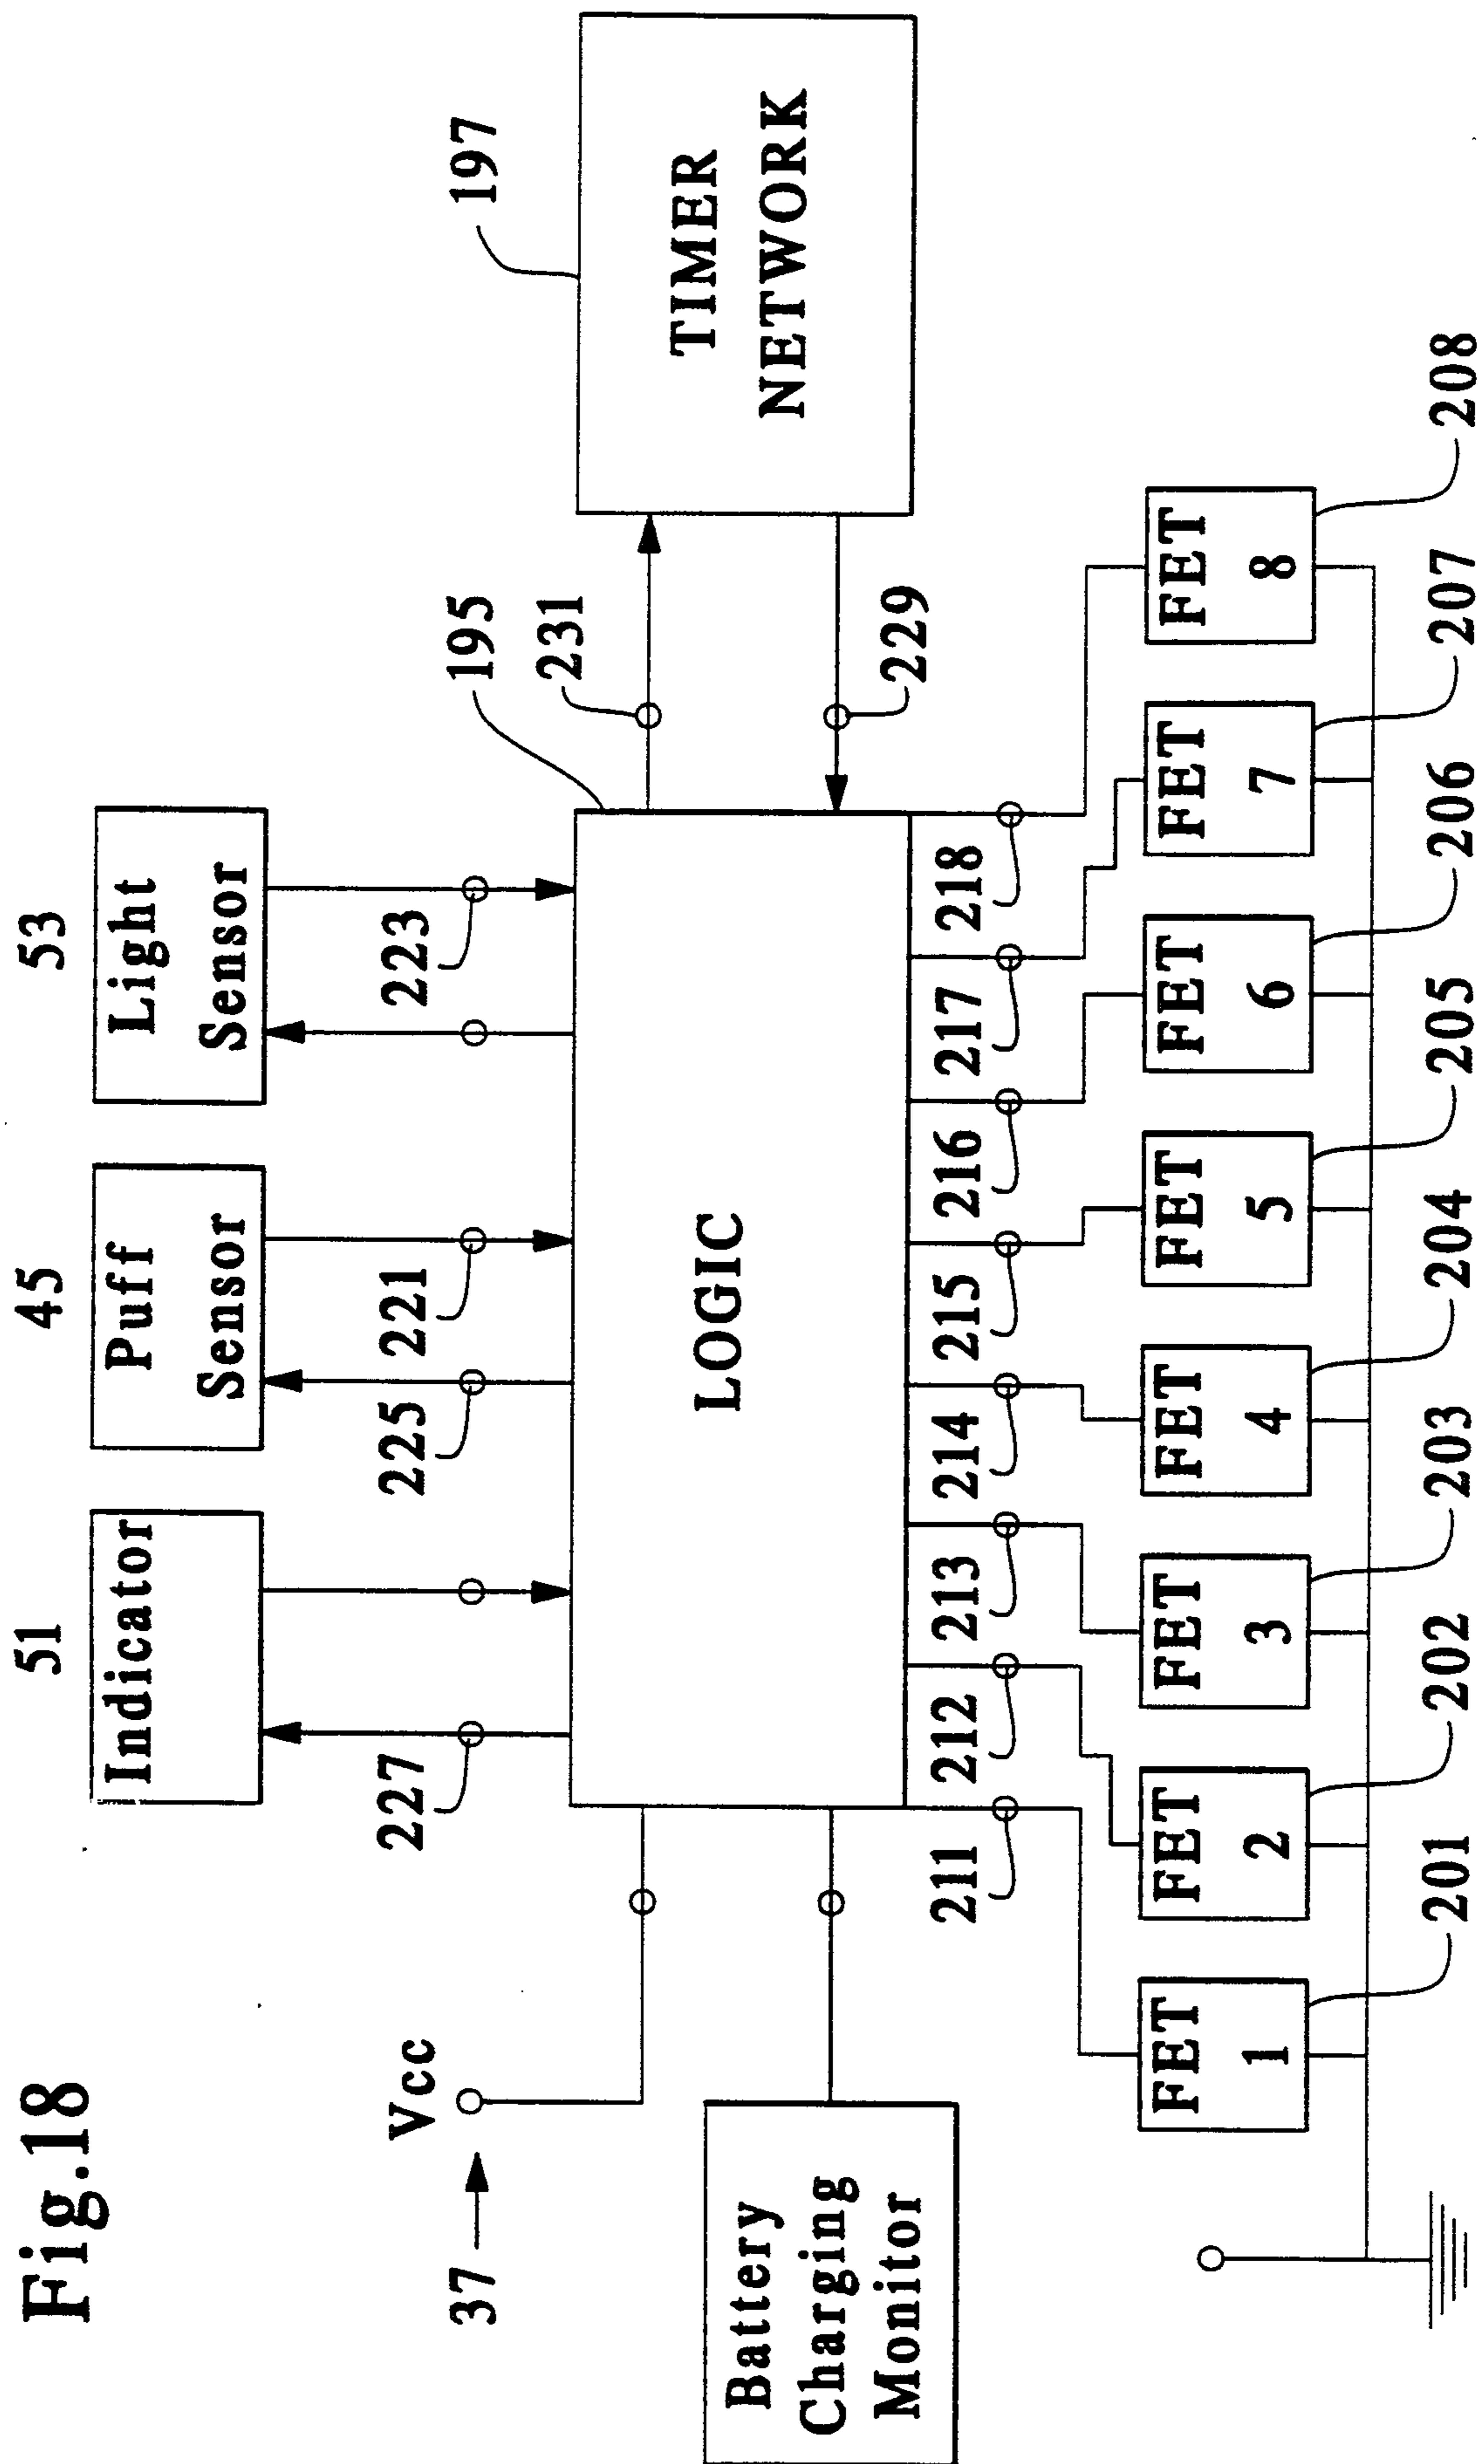 Fig.18
51
45
53
Indicator
Puff
Sensor
Light
Sensor
227
225
221
223
37
Vcc
195
197
LOGIC
231
229
TIMER
NETWORK
Battery
Charging
Monitor
211
212
213
214
215
216
217
218
FET
1
FET
2
FET
3
FET
4
FET
5
FET
6
FET
7
FET
8
201
202
203
204
205
206
207
208